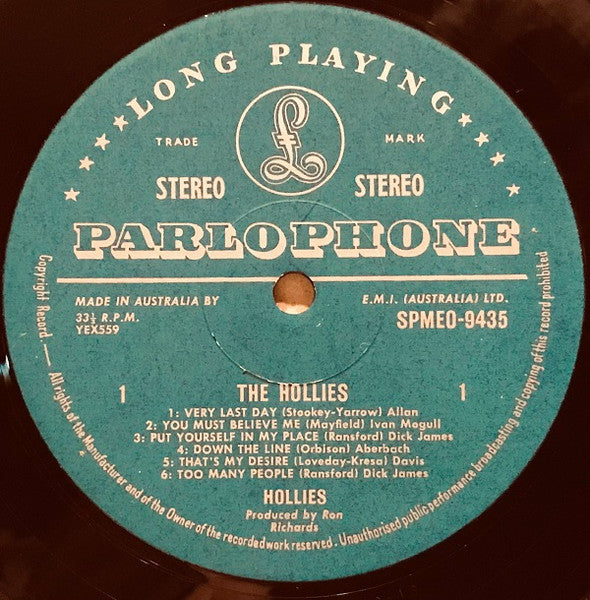 ★★★★★ LONG PLAYING ★★★★★
TRADE £ MARK
STEREO STEREO
PARLOPHONE
MADE IN AUSTRALIA BY E.M.I. (AUSTRALIA) LTD.
33⅓ R.P.M. SPMEO-9435
YEX559
1 THE HOLLIES 1
1: VERY LAST DAY (Stookey-Yarrow) Allan
2: YOU MUST BELIEVE ME (Mayfield) Ivan Mogull
3: PUT YOURSELF IN MY PLACE (Ransford) Dick James
4: DOWN THE LINE (Orbison) Aberbach
5: THAT'S MY DESIRE (Loveday-Kresa) Davis
6: TOO MANY PEOPLE (Ransford) Dick James
HOLLIES
Produced by Ron
Richards
Copyright Record — All rights of the Manufacturer and of the Owner of the recorded work reserved. Unauthorised public performance broadcasting and copying of this record prohibited